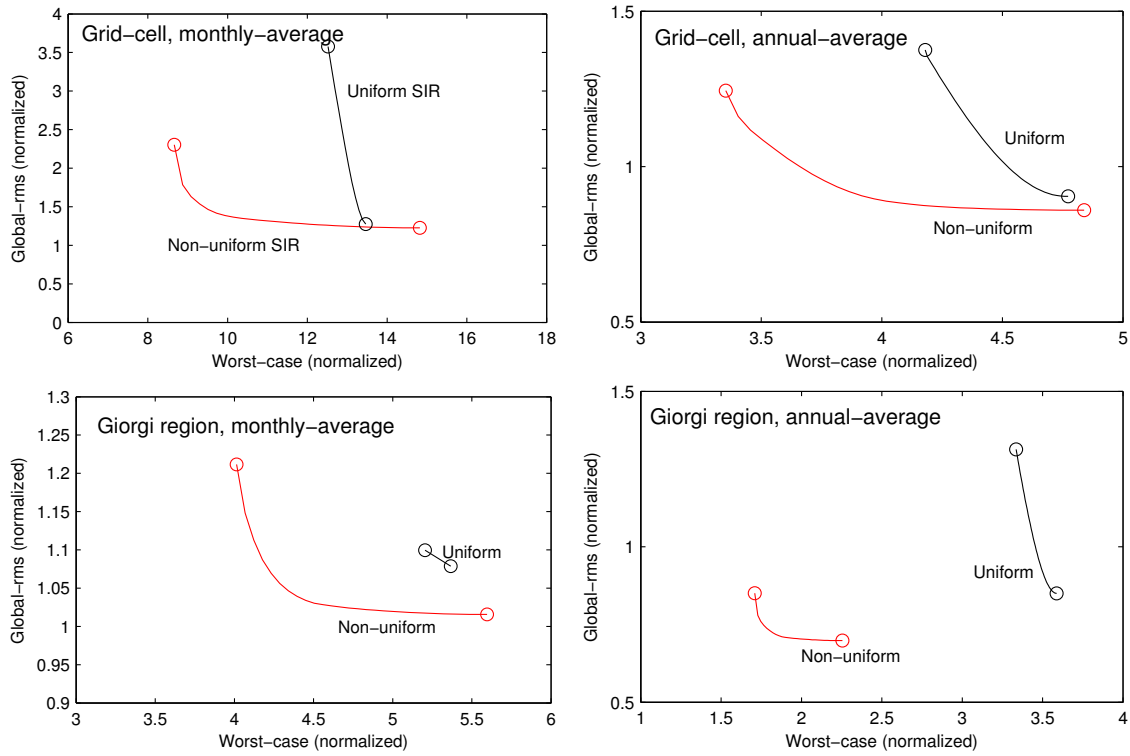 Grid-cell, monthly-average
4
3.5
3
2.5
2
1.5
1
0.5
0
Global-rms (normalized)
Uniform SIR
Non-uniform SIR
6 8 10 12 14 16 18
Worst-case (normalized)
Grid-cell, annual-average
1.5
1
0.5
Global-rms (normalized)
Uniform
Non-uniform
3 3.5 4 4.5 5
Worst-case (normalized)
Giorgi region, monthly-average
1.3
1.25
1.2
1.15
1.1
1.05
1
0.95
0.9
Global-rms (normalized)
Uniform
Non-uniform
3 3.5 4 4.5 5 5.5 6
Worst-case (normalized)
Giorgi region, annual-average
1.5
1
0.5
Global-rms (normalized)
Uniform
Non-uniform
1 1.5 2 2.5 3 3.5 4
Worst-case (normalized)